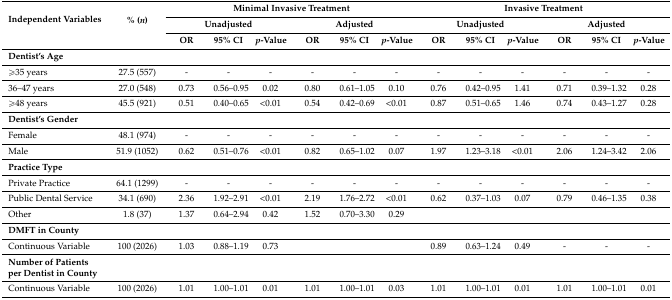 Independent Variables % (n) Minimal Invasive Treatment Invasive Treatment
Unadjusted Adjusted Unadjusted Adjusted
OR 95% CI p-Value OR 95% CI p-Value OR 95% CI p-Value OR 95% CI p-Value
Dentist's Age
⩾35 years 27.5 (557) - - - - - - - - - - - -
36–47 years 27.0 (548) 0.73 0.56–0.95 0.02 0.80 0.61–1.05 0.10 0.76 0.42–0.95 1.41 0.71 0.39–1.32 0.28
⩾48 years 45.5 (921) 0.51 0.40–0.65 <0.01 0.54 0.42–0.69 <0.01 0.87 0.51–0.65 1.46 0.74 0.43–1.27 0.28
Dentist's Gender
Female 48.1 (974) - - - - - - - - - - - -
Male 51.9 (1052) 0.62 0.51–0.76 <0.01 0.82 0.65–1.02 0.07 1.97 1.23–3.18 <0.01 2.06 1.24–3.42 2.06
Practice Type
Private Practice 64.1 (1299) - - - - - - - - - - - -
Public Dental Service 34.1 (690) 2.36 1.92–2.91 <0.01 2.19 1.76–2.72 <0.01 0.62 0.37–1.03 0.07 0.79 0.46–1.35 0.38
Other 1.8 (37) 1.37 0.64–2.94 0.42 1.52 0.70–3.30 0.29
DMFT in County
Continuous Variable 100 (2026) 1.03 0.88–1.19 0.73 0.89 0.63–1.24 0.49 - - -
Number of Patients
per Dentist in County
Continuous Variable 100 (2026) 1.01 1.00–1.01 0.01 1.01 1.00–1.01 0.03 1.01 1.00–1.01 0.01 1.01 1.00–1.01 0.01